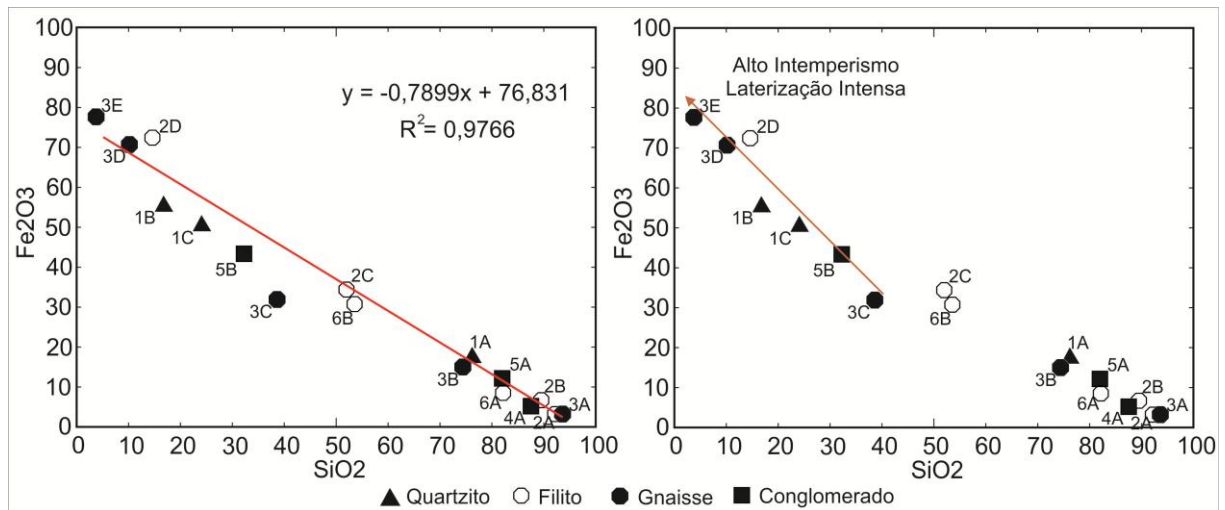 100
90
80
70
60
50
40
30
20
10
0
Fe2O3
y = -0,7899x + 76,831
R2= 0,9766
3E
2D
3D
1B
1C
5B
3C
2C
6B
1A
3B
5A
6A
2B
4A
2A
3A
0 10 20 30 40 50 60 70 80 90 100
SiO2
100
90
80
70
60
50
40
30
20
10
0
Fe2O3
Alto Intemperismo
Laterização Intensa
3E
2D
3D
1B
1C
5B
3C
2C
6B
1A
3B
5A
6A
2B
4A
2A
3A
0 10 20 30 40 50 60 70 80 90 100
SiO2
Quartzito Filito Gnaisse Conglomerado